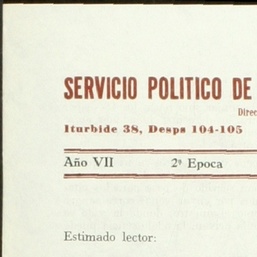 SERVICIO POLITICO DE
Direc
Iturbide 38, Desps 104-105
Año VII 2ª Epoca
Estimado lector: